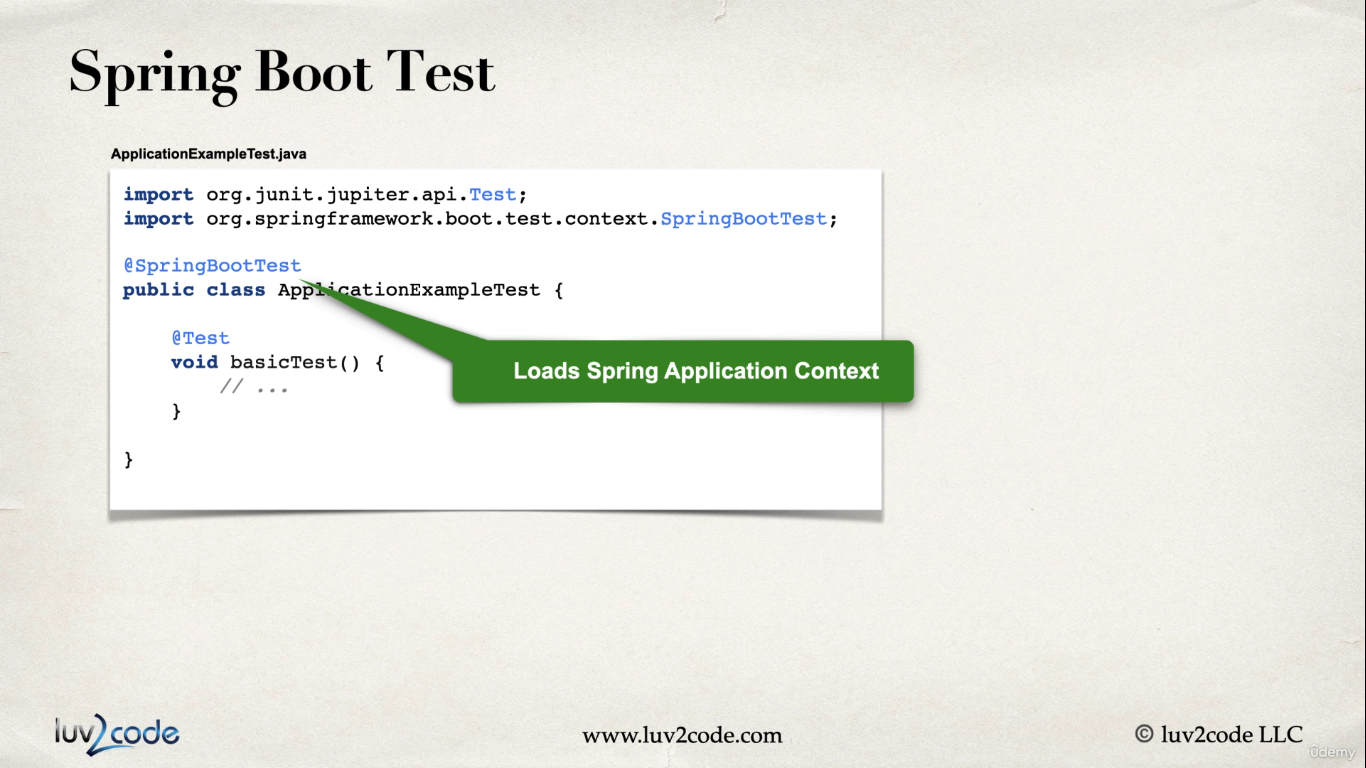 Spring Boot Test
ApplicationExampleTest.java
import org.junit.jupiter.api.Test;
import org.springframework.boot.test.context.SpringBootTest;
@SpringBootTest
public class ApplicationExampleTest {
@Test
void basicTest() {
// ...
}
}
Loads Spring Application Context
luv2code
www.luv2code.com
© luv2code LLC
ûdemy